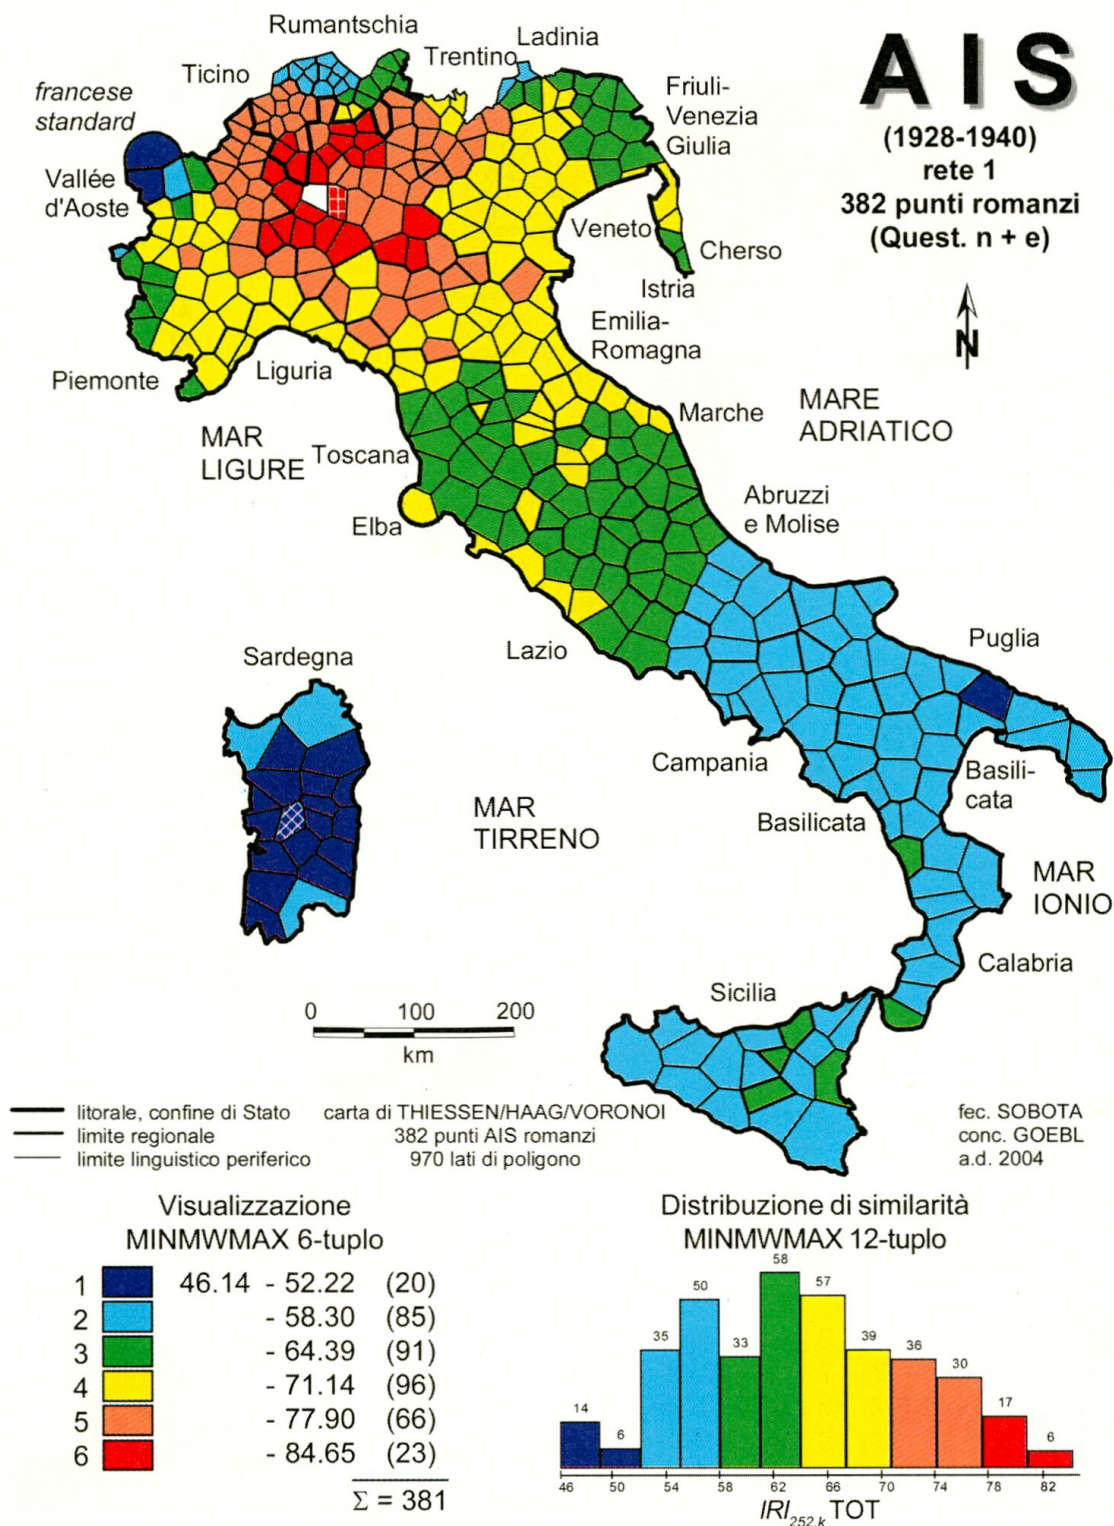 AIS
(1928-1940)
rete 1
382 punti romanzi
(Quest. n + e)
N
Rumantschia
Ticino
Trentino
Ladinia
francese
standard
Friuli-
Venezia
Giulia
Vallée
d'Aoste
Veneto
Cherso
Istria
Emilia-
Romagna
Piemonte
Liguria
MAR
LIGURE
Toscana
Marche
MARE
ADRIATICO
Elba
Abruzzi
e Molise
Lazio
Puglia
Sardegna
Campania
Basili-
cata
MAR
TIRRENO
Basilicata
MAR
IONIO
Calabria
Sicilia
0 100 200
km
litorale, confine di Stato
limite regionale
limite linguistico periferico
carta di THIESSEN/HAAG/VORONOI
382 punti AIS romanzi
970 lati di poligono
fec. SOBOTA
conc. GOEBL
a.d. 2004
Visualizzazione
MINMWMAX 6-tuplo
1 46.14 - 52.22 (20)
2 - 58.30 (85)
3 - 64.39 (91)
4 - 71.14 (96)
5 - 77.90 (66)
6 - 84.65 (23)
Σ = 381
Distribuzione di similarità
MINMWMAX 12-tuplo
14 6 35 50 33 58 57 39 36 30 17 6
46 50 54 58 62 66 70 74 78 82
IRI252,k TOT